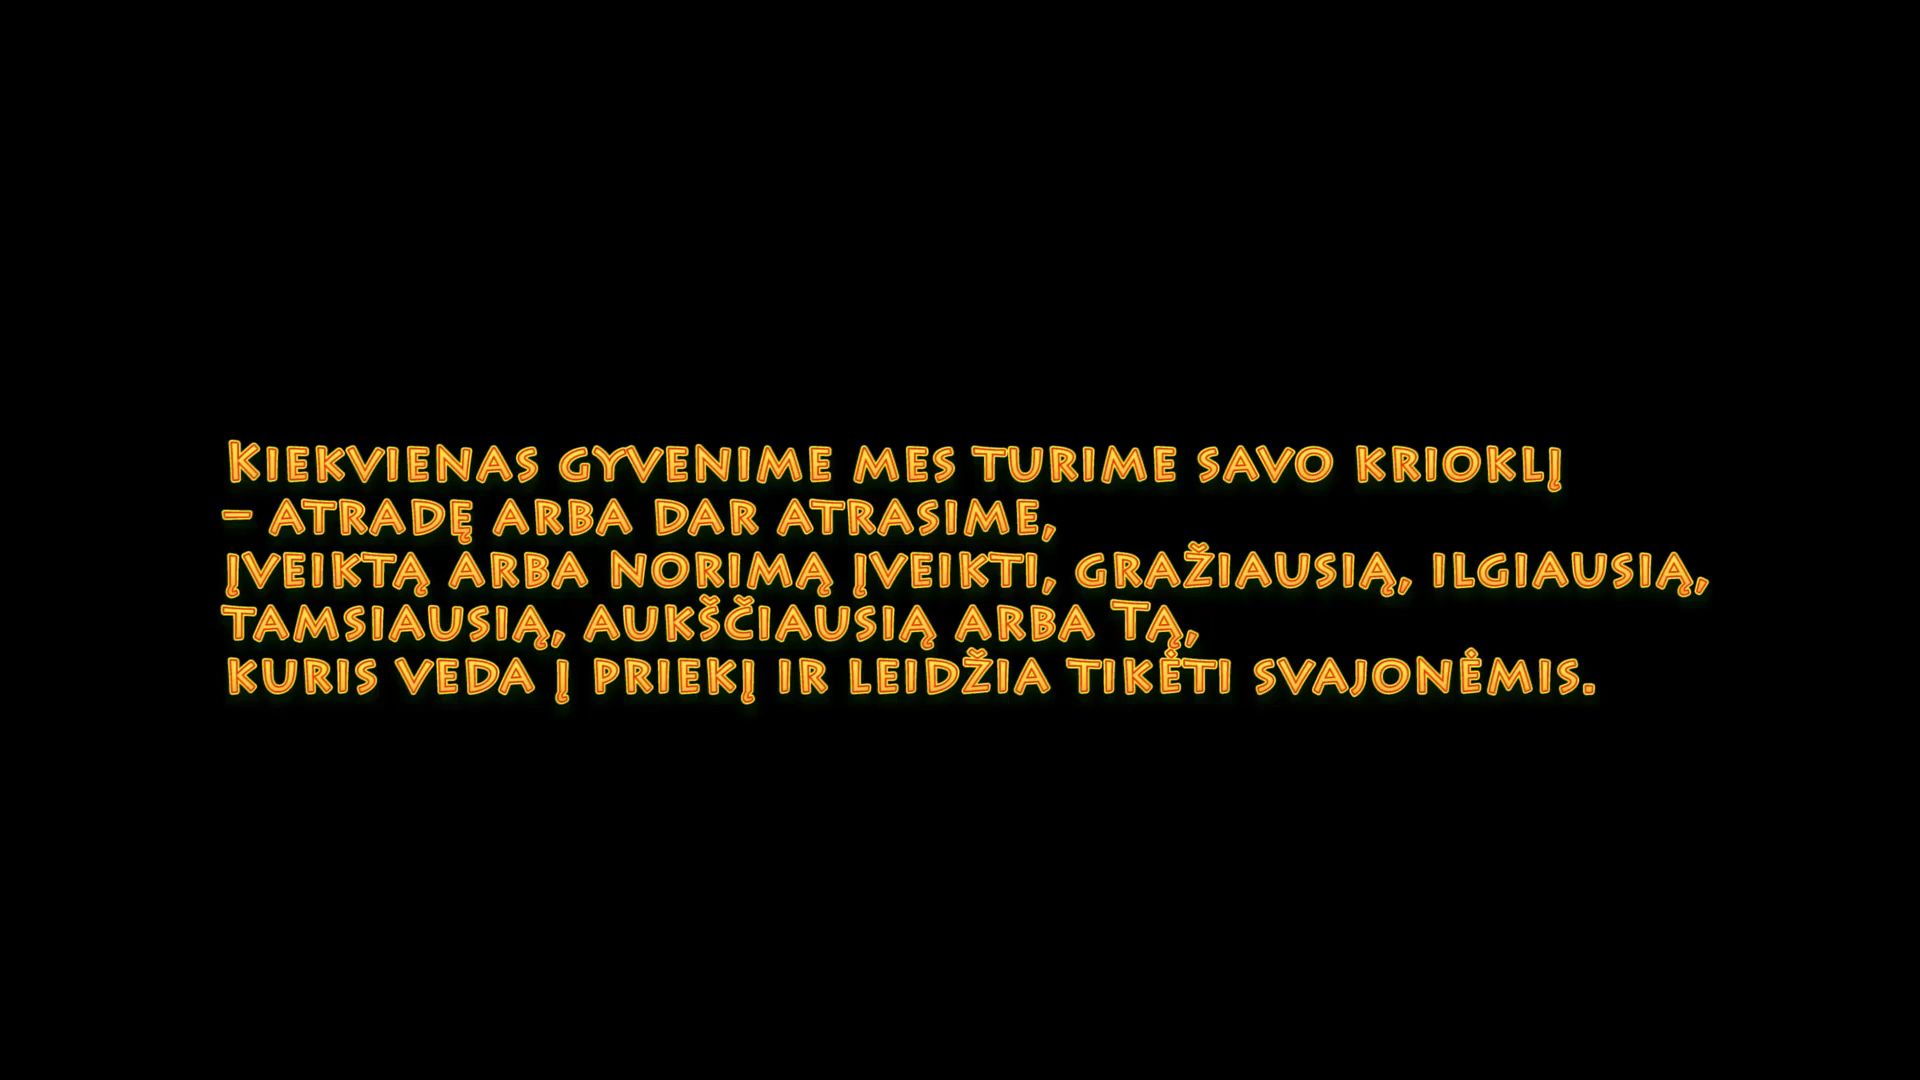 Kiekvienas gyvenime mes turime savo krioklį
– atradę arba dar atrasime,
įveiktą arba norimą įveikti, gražiausią, ilgiausią,
tamsiausią, aukščiausią arba Tą,
kuris veda į priekį ir leidžia tikėti svajonėmis.